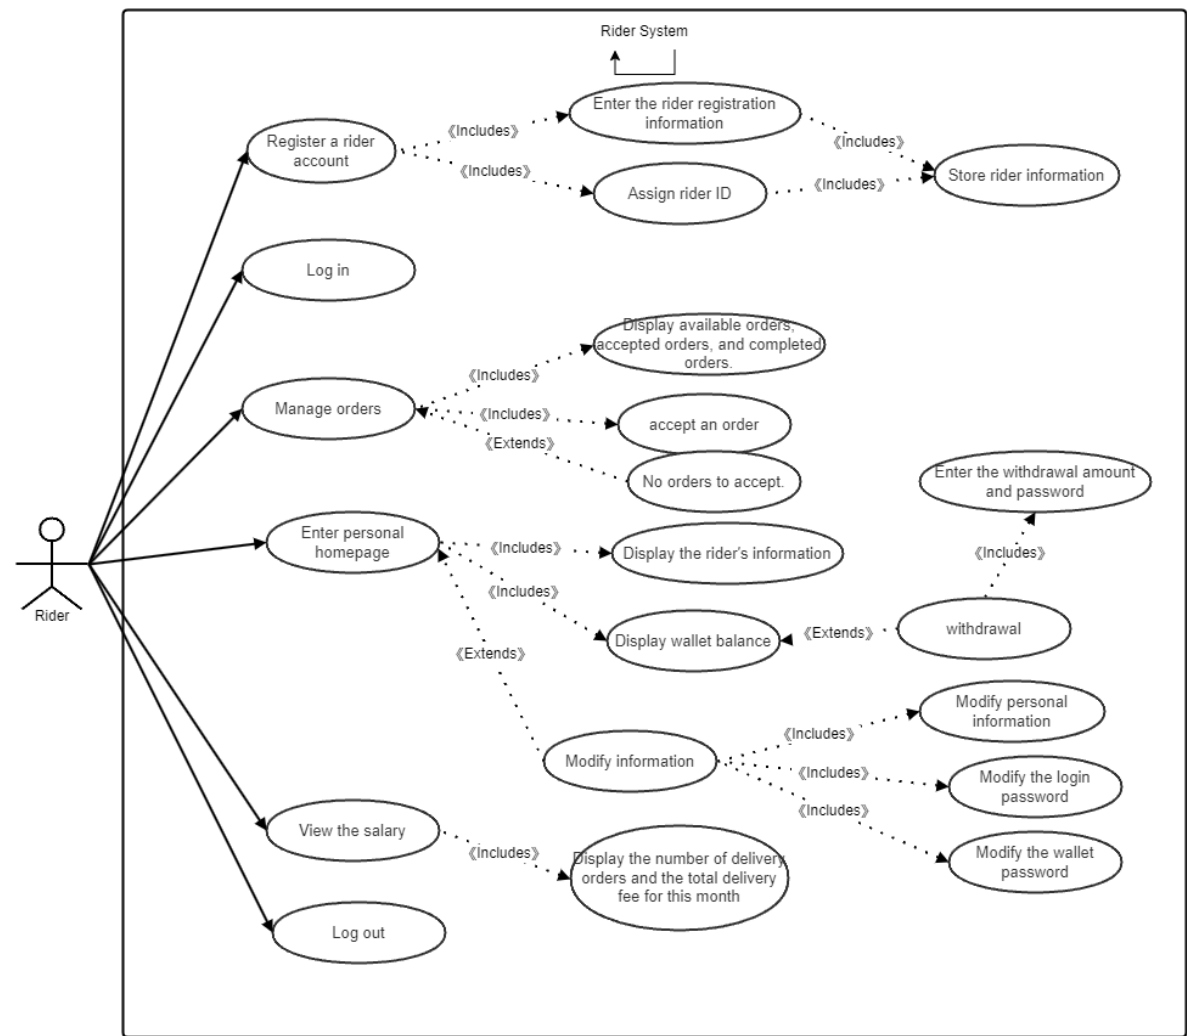 Rider System
Enter the rider registration
information
Register a rider
account
《Includes》
《Includes》
《Includes》
《Includes》
Assign rider ID
Store rider information
Log in
Display available orders,
accepted orders, and completed
orders.
《Includes》
Manage orders
《Includes》
accept an order
《Extends》
No orders to accept.
Enter the withdrawal amount
and password
Enter personal
homepage
《Includes》
Display the rider's information
《Includes》
《Includes》
Rider
Display wallet balance
《Extends》
withdrawal
《Extends》
Modify personal
information
《Includes》
Modify information
《Includes》
Modify the login
password
《Includes》
View the salary
《Includes》
Display the number of delivery
orders and the total delivery
fee for this month
Modify the wallet
password
Log out